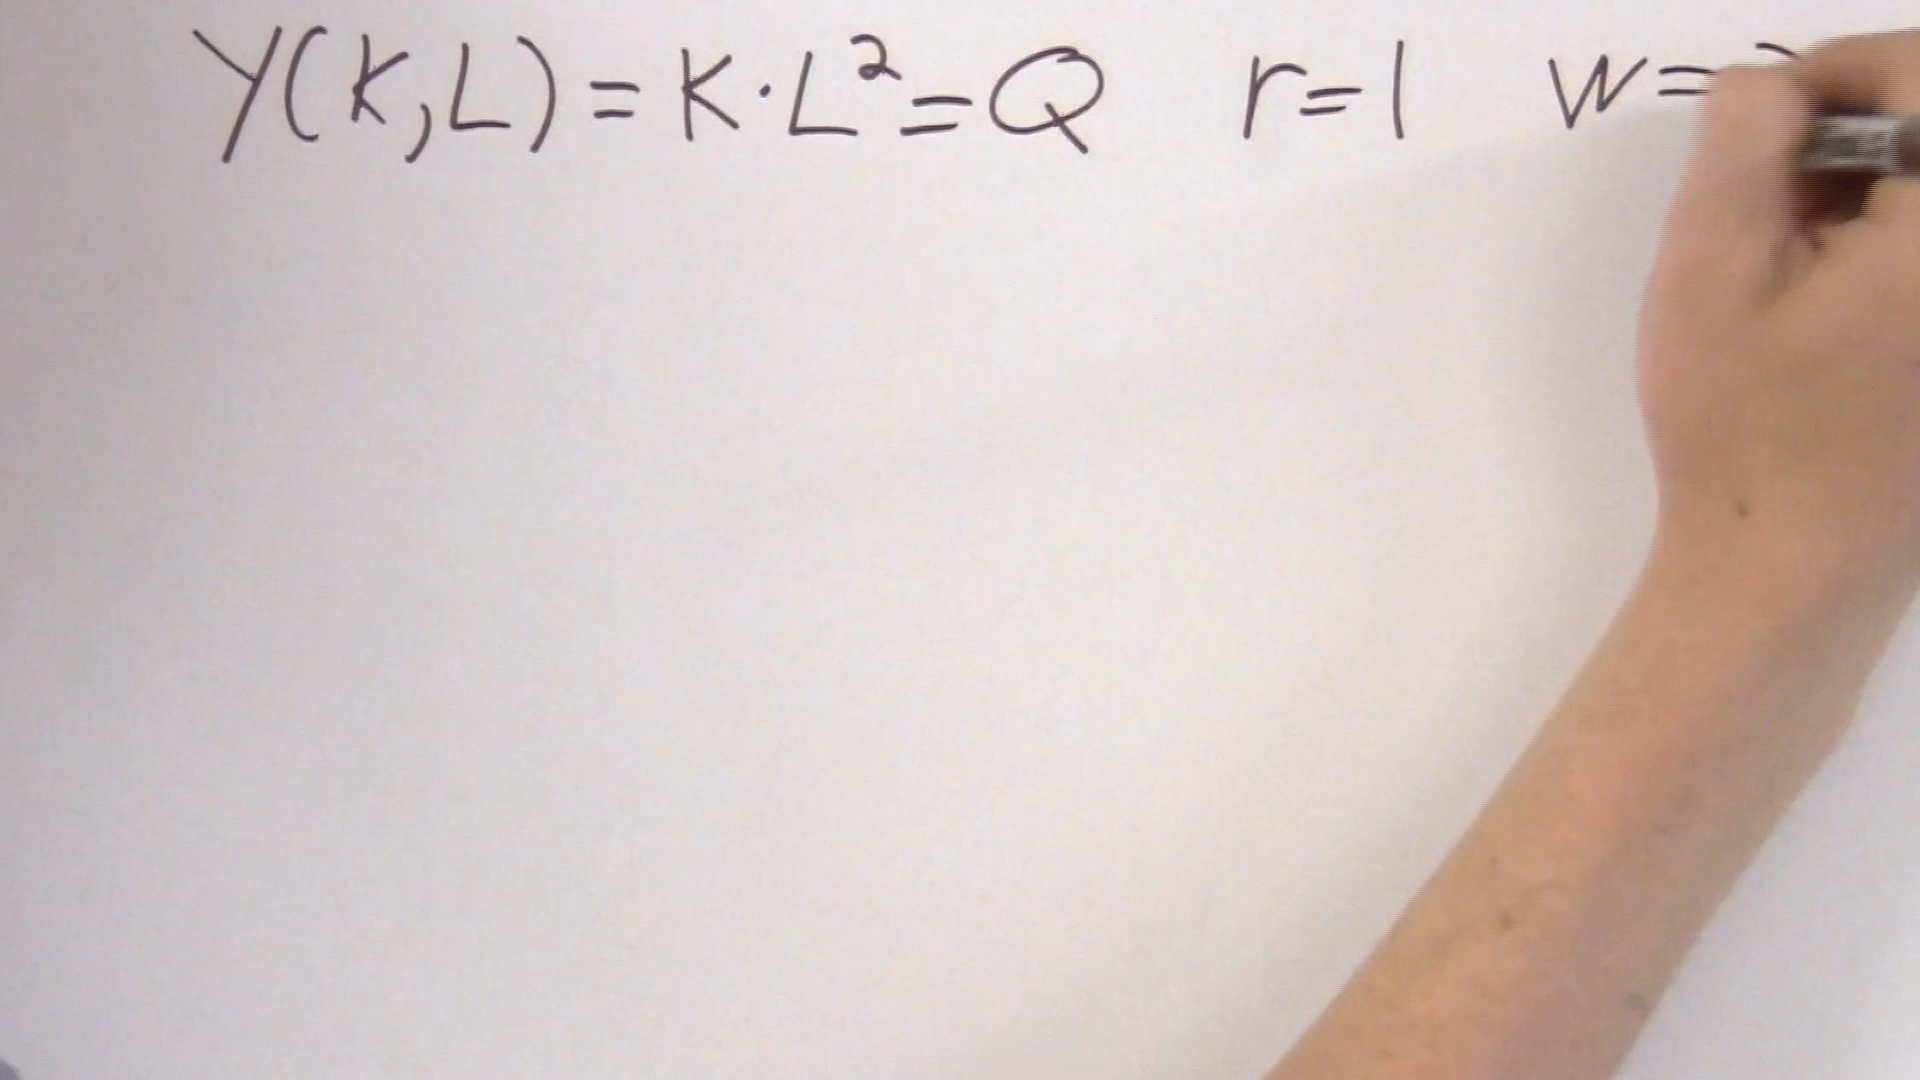 Y(K,L) = K·L² = Q r=1 w=